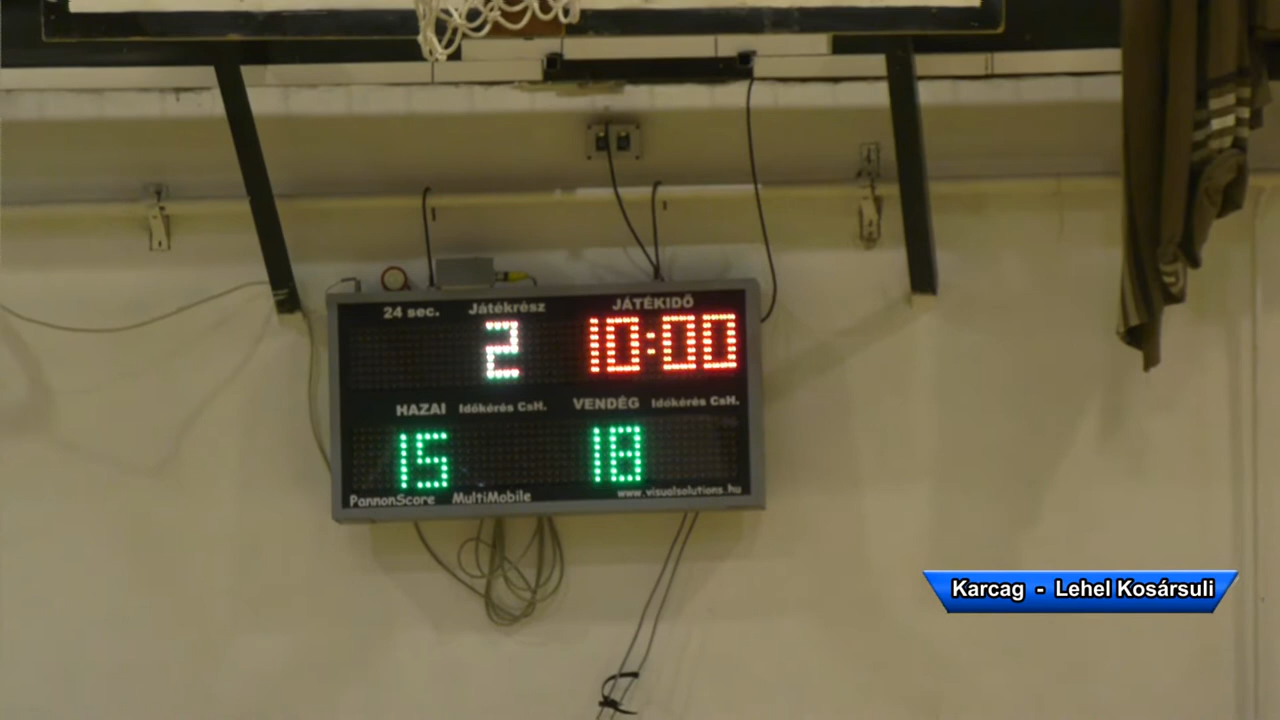 24 sec. Játékrész JÁTÉKIDŐ
2 10:00
HAZAI Időkérés CsH. VENDÉG Időkérés CsH.
15 18
PannonScore MultiMobile www.visualsolutions.hu
Karcag - Lehel Kosársuli